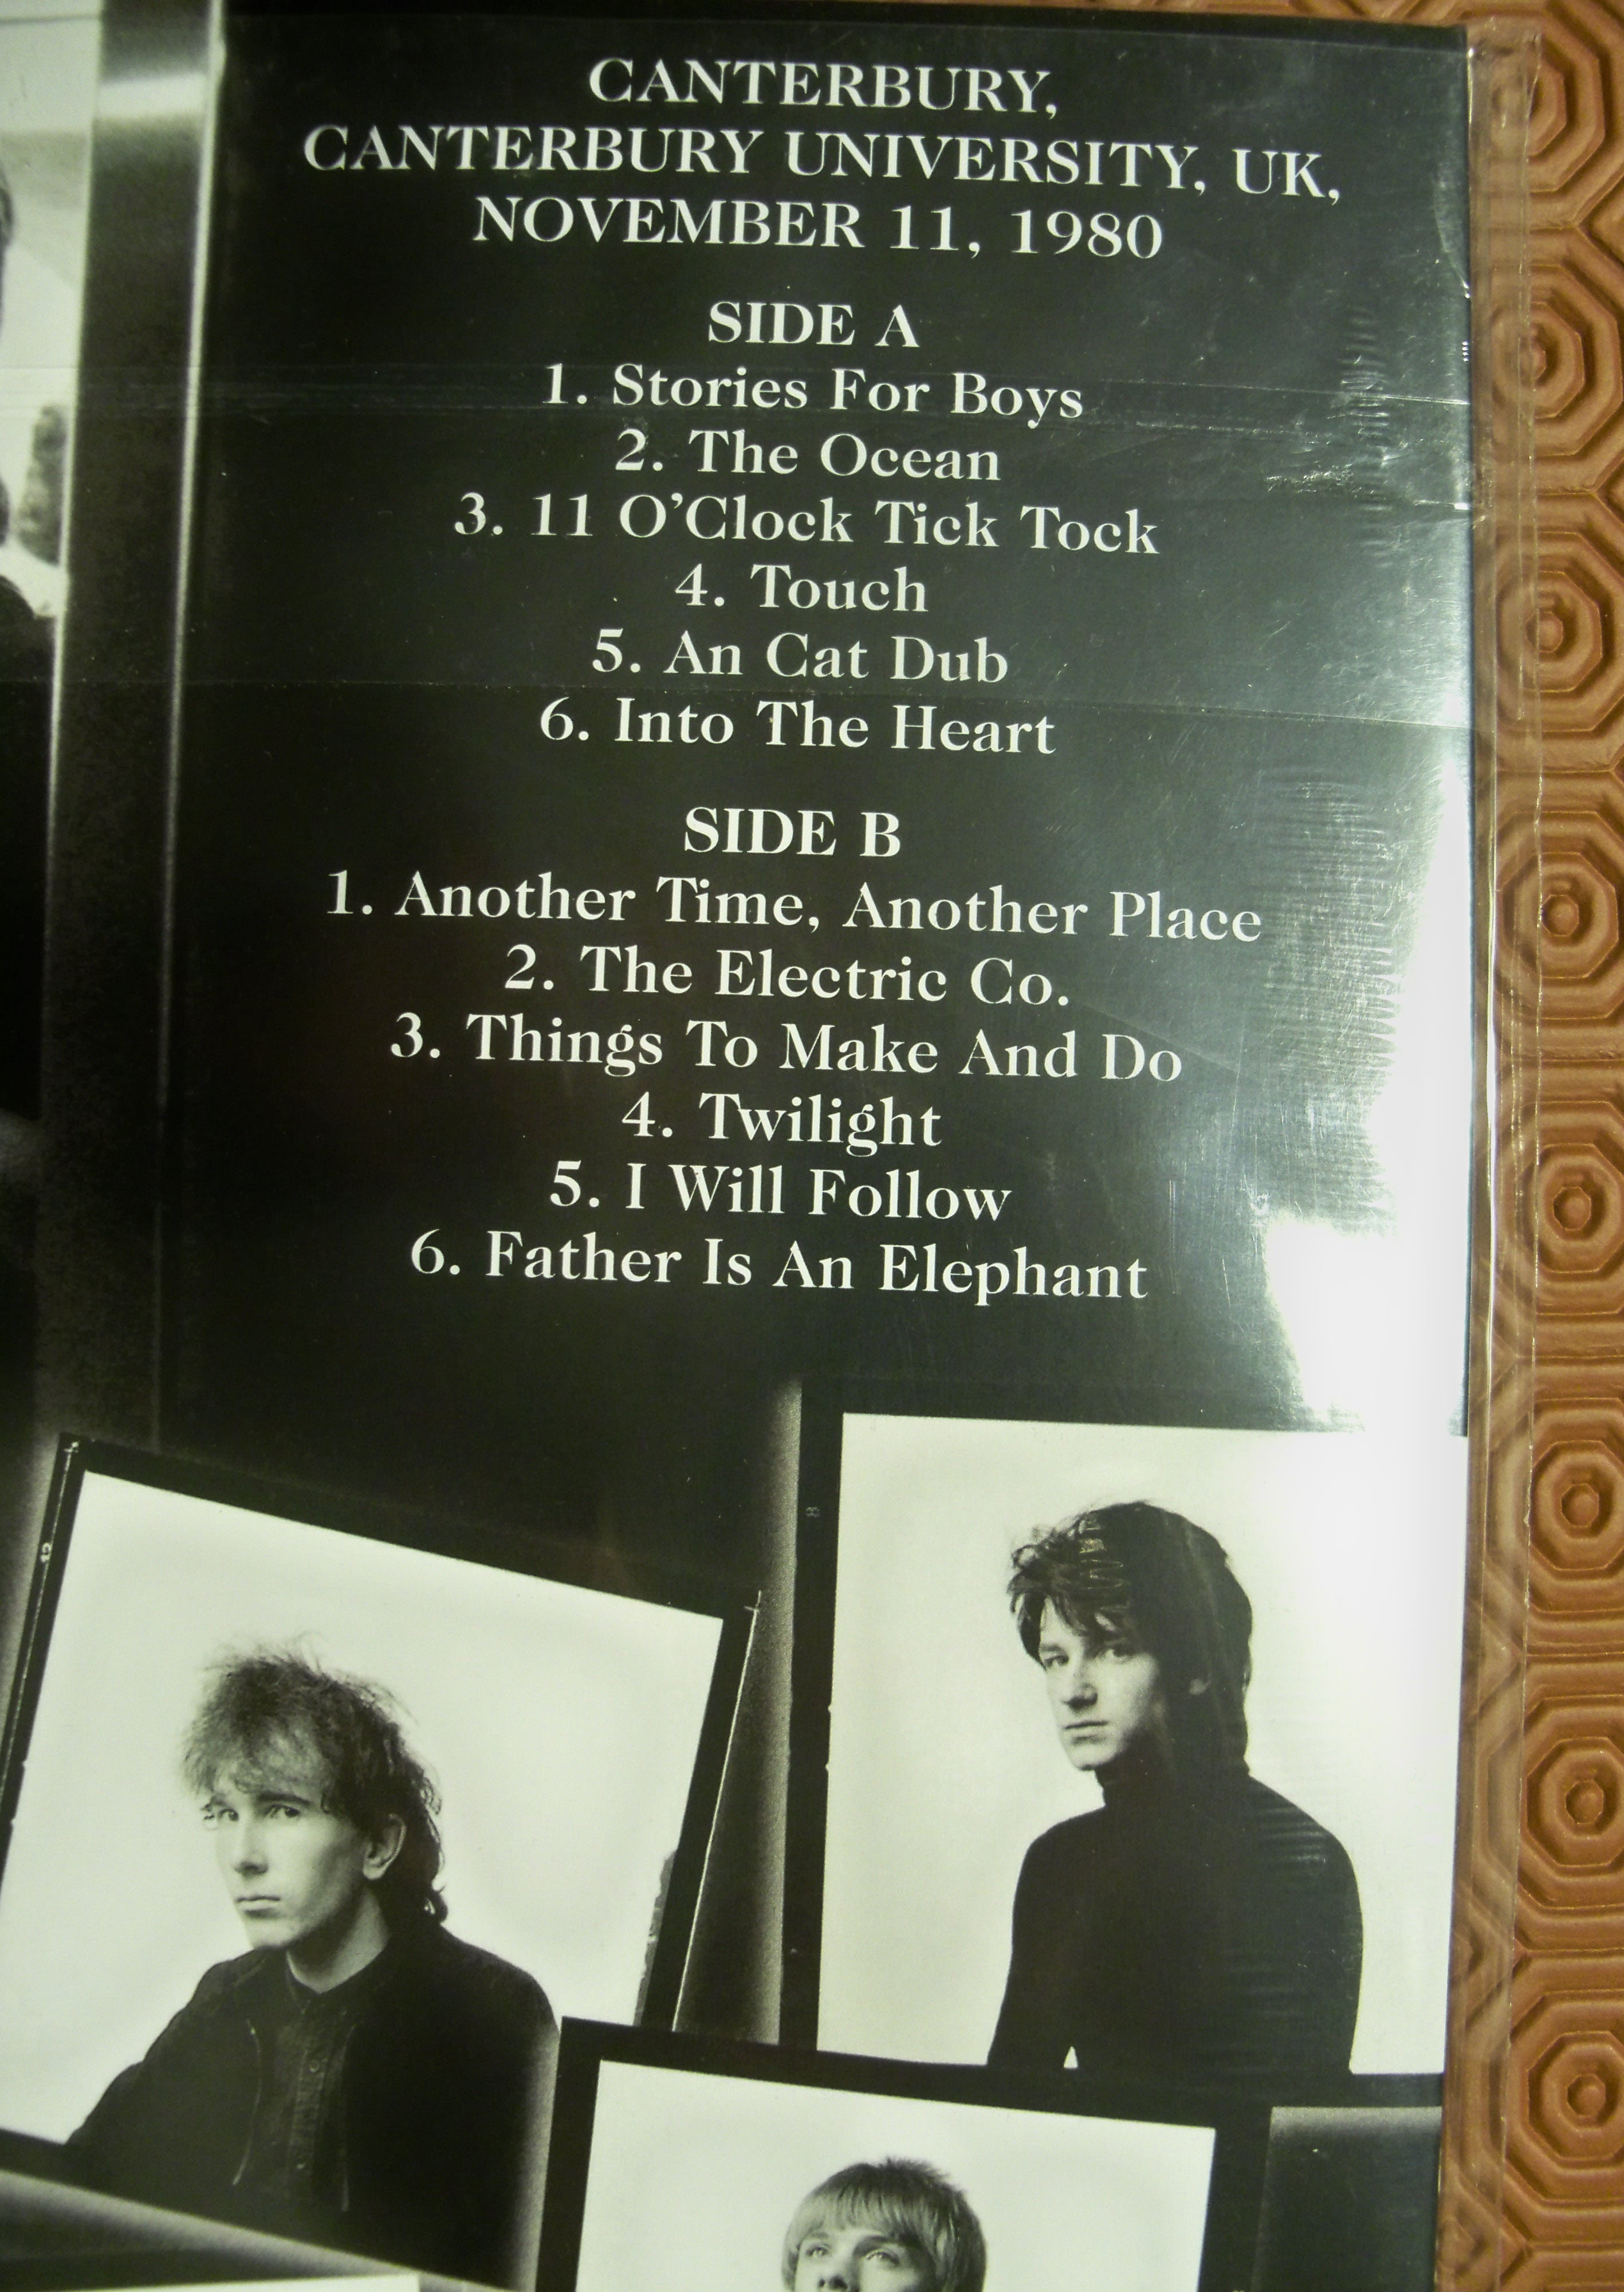 CANTERBURY,
CANTERBURY UNIVERSITY, UK,
NOVEMBER 11, 1980
SIDE A
1. Stories For Boys
2. The Ocean
3. 11 O’Clock Tick Tock
4. Touch
5. An Cat Dub
6. Into The Heart
SIDE B
1. Another Time, Another Place
2. The Electric Co.
3. Things To Make And Do
4. Twilight
5. I Will Follow
6. Father Is An Elephant